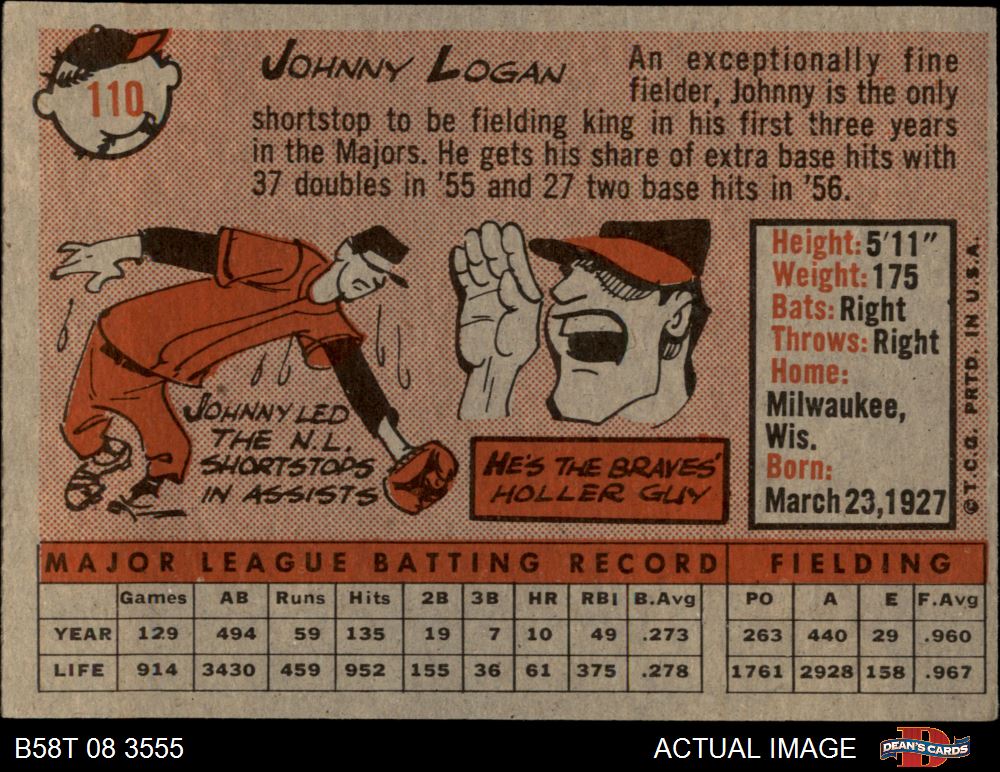 110
JOHNNY LOGAN
An exceptionally fine
fielder, Johnny is the only
shortstop to be fielding king in his first three years
in the Majors. He gets his share of extra base hits with
37 doubles in '55 and 27 two base hits in '56.
JOHNNY LED
THE N.L.
SHORTSTOPS
IN ASSISTS
HE'S THE BRAVES'
HOLLER GUY
Height: 5'11"
Weight: 175
Bats: Right
Throws: Right
Home:
Milwaukee,
Wis.
Born:
March 23, 1927
© T.C.G. PRTD. IN U.S.A.
MAJOR LEAGUE BATTING RECORD FIELDING
Games AB Runs Hits 2B 3B HR RBI B.Avg PO A E F.Avg
YEAR 129 494 59 135 19 7 10 49 .273 263 440 29 .960
LIFE 914 3430 459 952 155 36 61 375 .278 1761 2928 158 .967
B58T 08 3555 ACTUAL IMAGE D DEAN'S CARDS